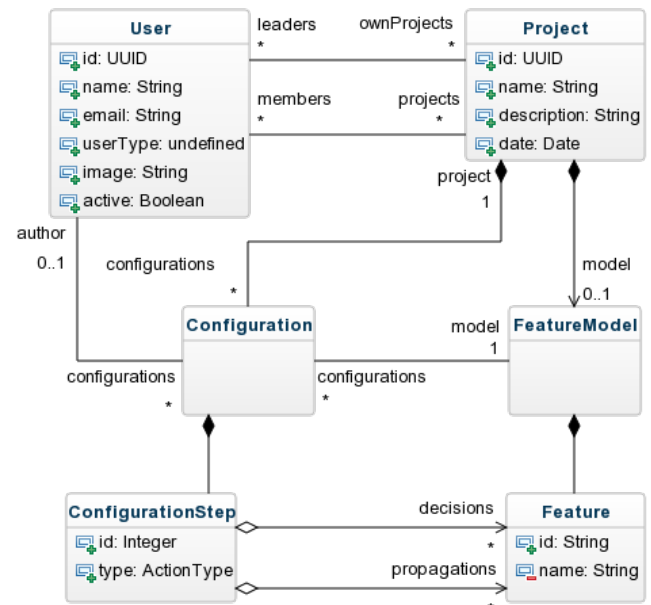 User
id: UUID
name: String
email: String
userType: undefined
image: String
active: Boolean
leaders
*
ownProjects
*
members
*
projects
*
Project
id: UUID
name: String
description: String
date: Date
project
1
author
0..1
configurations
*
model
0..1
Configuration
model
1
FeatureModel
configurations
*
configurations
*
ConfigurationStep
id: Integer
type: ActionType
decisions
*
propagations
*
Feature
id: String
name: String